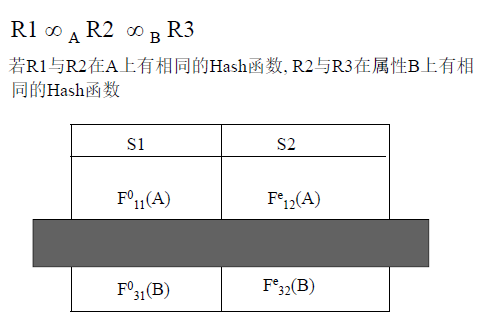 R1 ∞ A R2 ∞ B R3
若R1与R2在A上有相同的Hash函数, R2与R3在属性B上有相
同的Hash函数
S1 S2
F⁰₁₁(A) Fᵉ₁₂(A)
F⁰₃₁(B) Fᵉ₃₂(B)